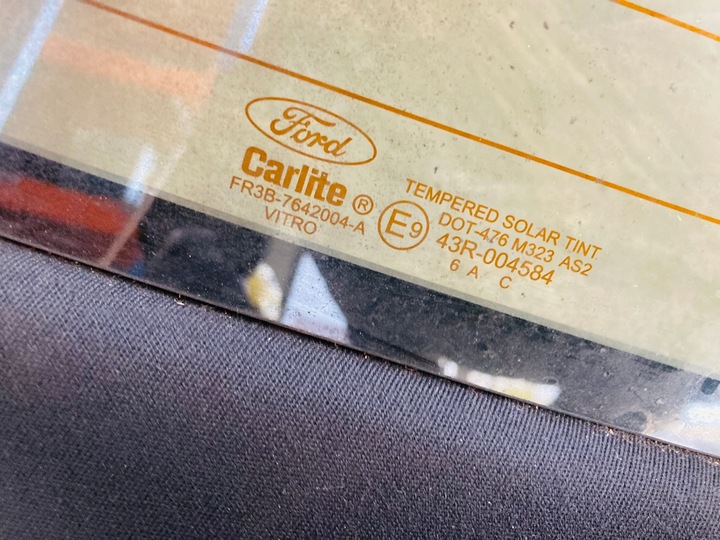 Ford
Carlite ®
FR3B-7642004-A
VITRO
E9
TEMPERED SOLAR TINT
DOT-476 M323 AS2
43R-004584
6 A C